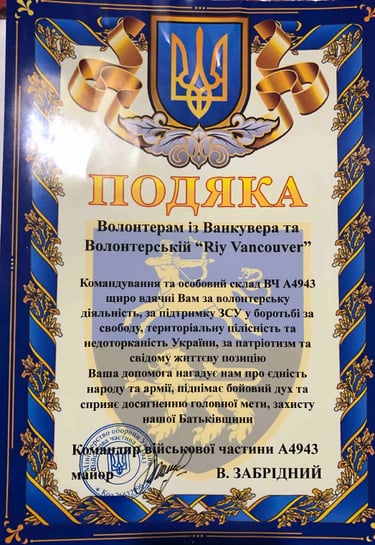 ПОДЯКА
Волонтерам із Ванкувера та
Волонтерській “Riy Vancouver”
Командування та особовий склад ВЧ А4943
щиро вдячні Вам за волонтерську
діяльність, за підтримку ЗСУ у боротьбі за
свободу, територіальну цілісність та
недоторканість України, за патріотизм та
свідому життєву позицію
Ваша допомога нагадує нам про єдність
народу та армії, піднімає бойовий дух та
сприяє досягненню головної мети, захисту
нашої Батьківщини
Командир військової частини А4943
майор В. ЗАБРІДНИЙ